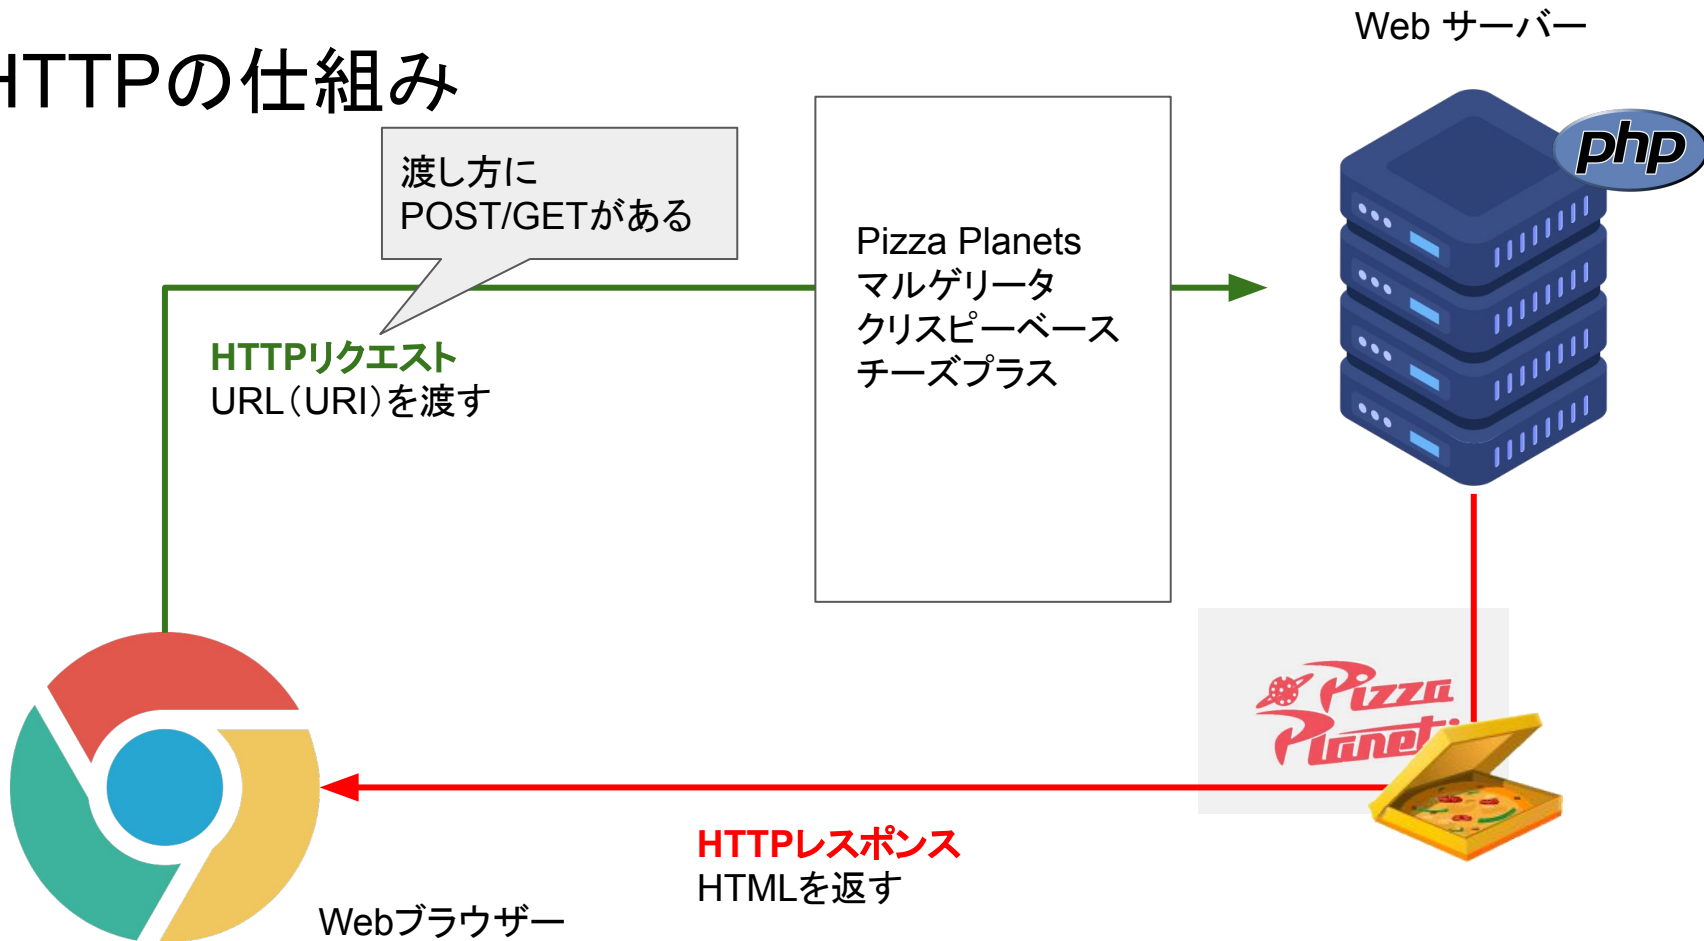 HTTPの仕組み
Web サーバー
php
渡し方に
POST/GETがある
Pizza Planets
マルゲリータ
クリスピーベース
チーズプラス
HTTPリクエスト
URL（URI）を渡す
Pizza
Planet
HTTPレスポンス
HTMLを返す
Webブラウザー